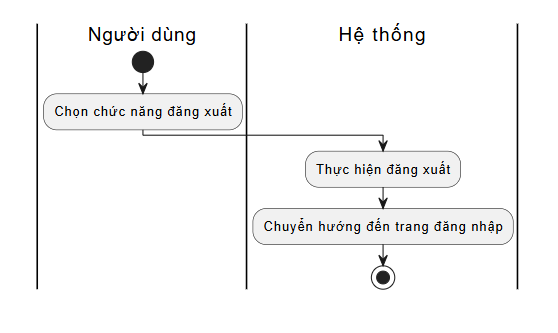 Người dùng
Hệ thống
Chọn chức năng đăng xuất
Thực hiện đăng xuất
Chuyển hướng đến trang đăng nhập